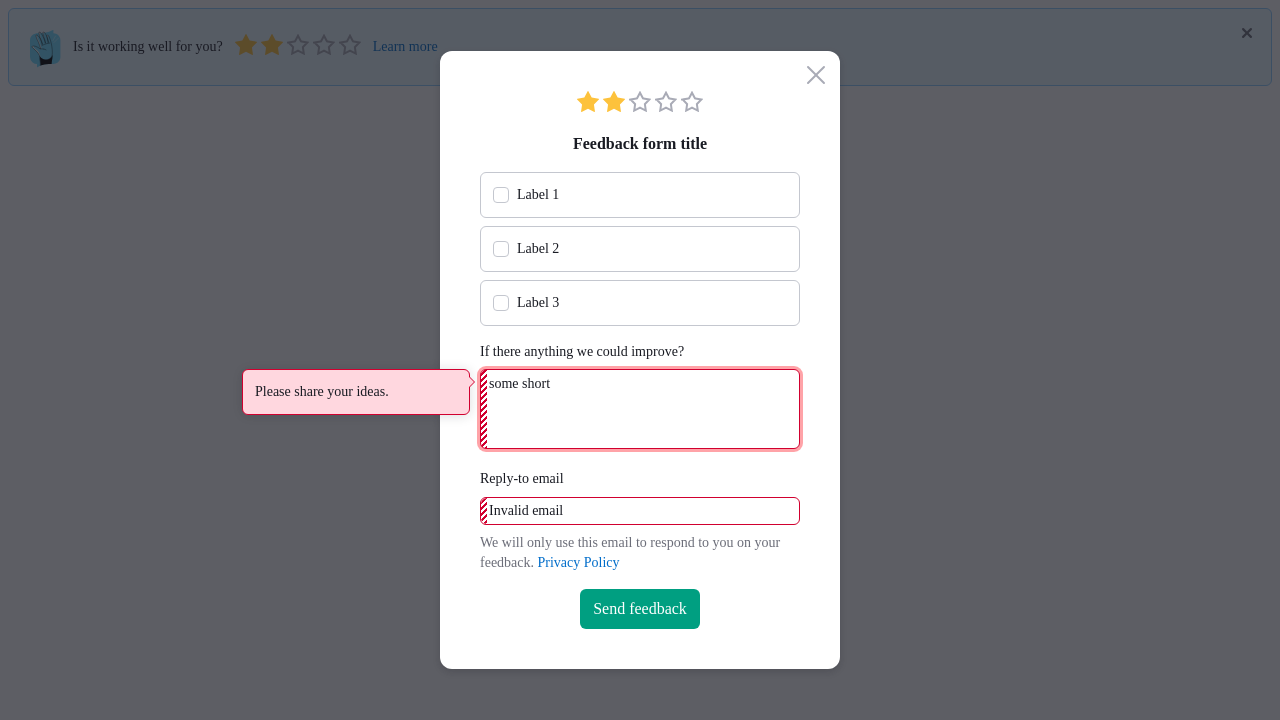 Is it working well for you? Learn more
Feedback form title
Label 1
Label 2
Label 3
If there anything we could improve?
Please share your ideas.
some short
Reply-to email
Invalid email
We will only use this email to respond to you on your
feedback. Privacy Policy
Send feedback